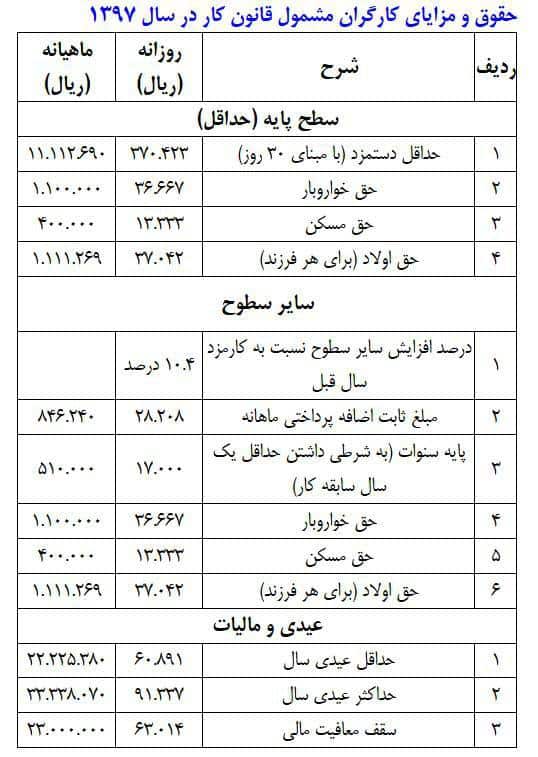 حقوق و مزایای کارگران مشمول قانون کار در سال ۱۳۹۷
ردیف شرح روزانه (ریال) ماهیانه (ریال)
سطح پایه (حداقل)
۱ حداقل دستمزد (با مبنای ۳۰ روز) ۳۷۰.۴۲۳ ۱۱.۱۱۲.۶۹۰
۲ حق خواروبار ۳۶.۶۶۷ ۱.۱۰۰.۰۰۰
۳ حق مسکن ۱۳.۳۳۳ ۴۰۰.۰۰۰
۴ حق اولاد (برای هر فرزند) ۳۷.۰۴۲ ۱.۱۱۱.۲۶۹
سایر سطوح
۱ درصد افزایش سایر سطوح نسبت به کارمزد
سال قبل ۱۰.۴ درصد
۲ مبلغ ثابت اضافه پرداختی ماهانه ۲۸.۲۰۸ ۸۴۶.۲۴۰
۳ پایه سنوات (به شرطی داشتن حداقل یک
سال سابقه کار) ۱۷.۰۰۰ ۵۱۰.۰۰۰
۴ حق خواروبار ۳۶.۶۶۷ ۱.۱۰۰.۰۰۰
۵ حق مسکن ۱۳.۳۳۳ ۴۰۰.۰۰۰
۶ حق اولاد (برای هر فرزند) ۳۷.۰۴۲ ۱.۱۱۱.۲۶۹
عیدی و مالیات
۱ حداقل عیدی سال ۶۰.۸۹۱ ۲۲.۲۲۵.۳۸۰
۲ حداکثر عیدی سال ۹۱.۳۳۷ ۳۳.۳۳۸.۰۷۰
۳ سقف معافیت مالی ۶۳.۰۱۴ ۲۳.۰۰۰.۰۰۰